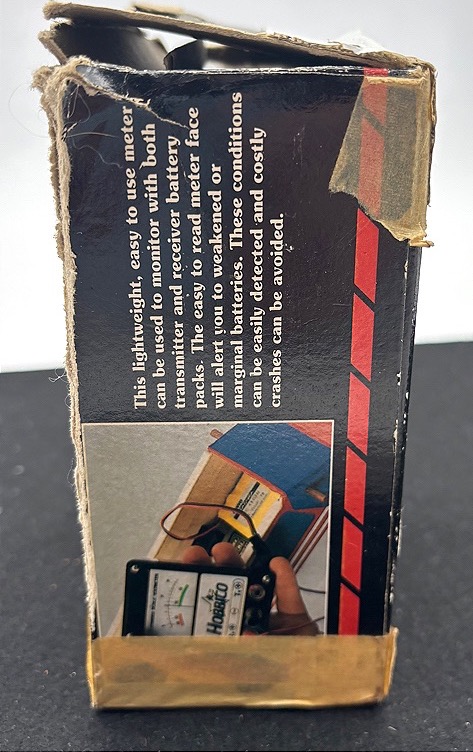 This lightweight, easy to use meter
can be used to monitor with both
transmitter and receiver battery
packs. The easy to read meter face
will alert you to weakened or
marginal batteries. These conditions
can be easily detected and costly
crashes can be avoided.
HOBBICO